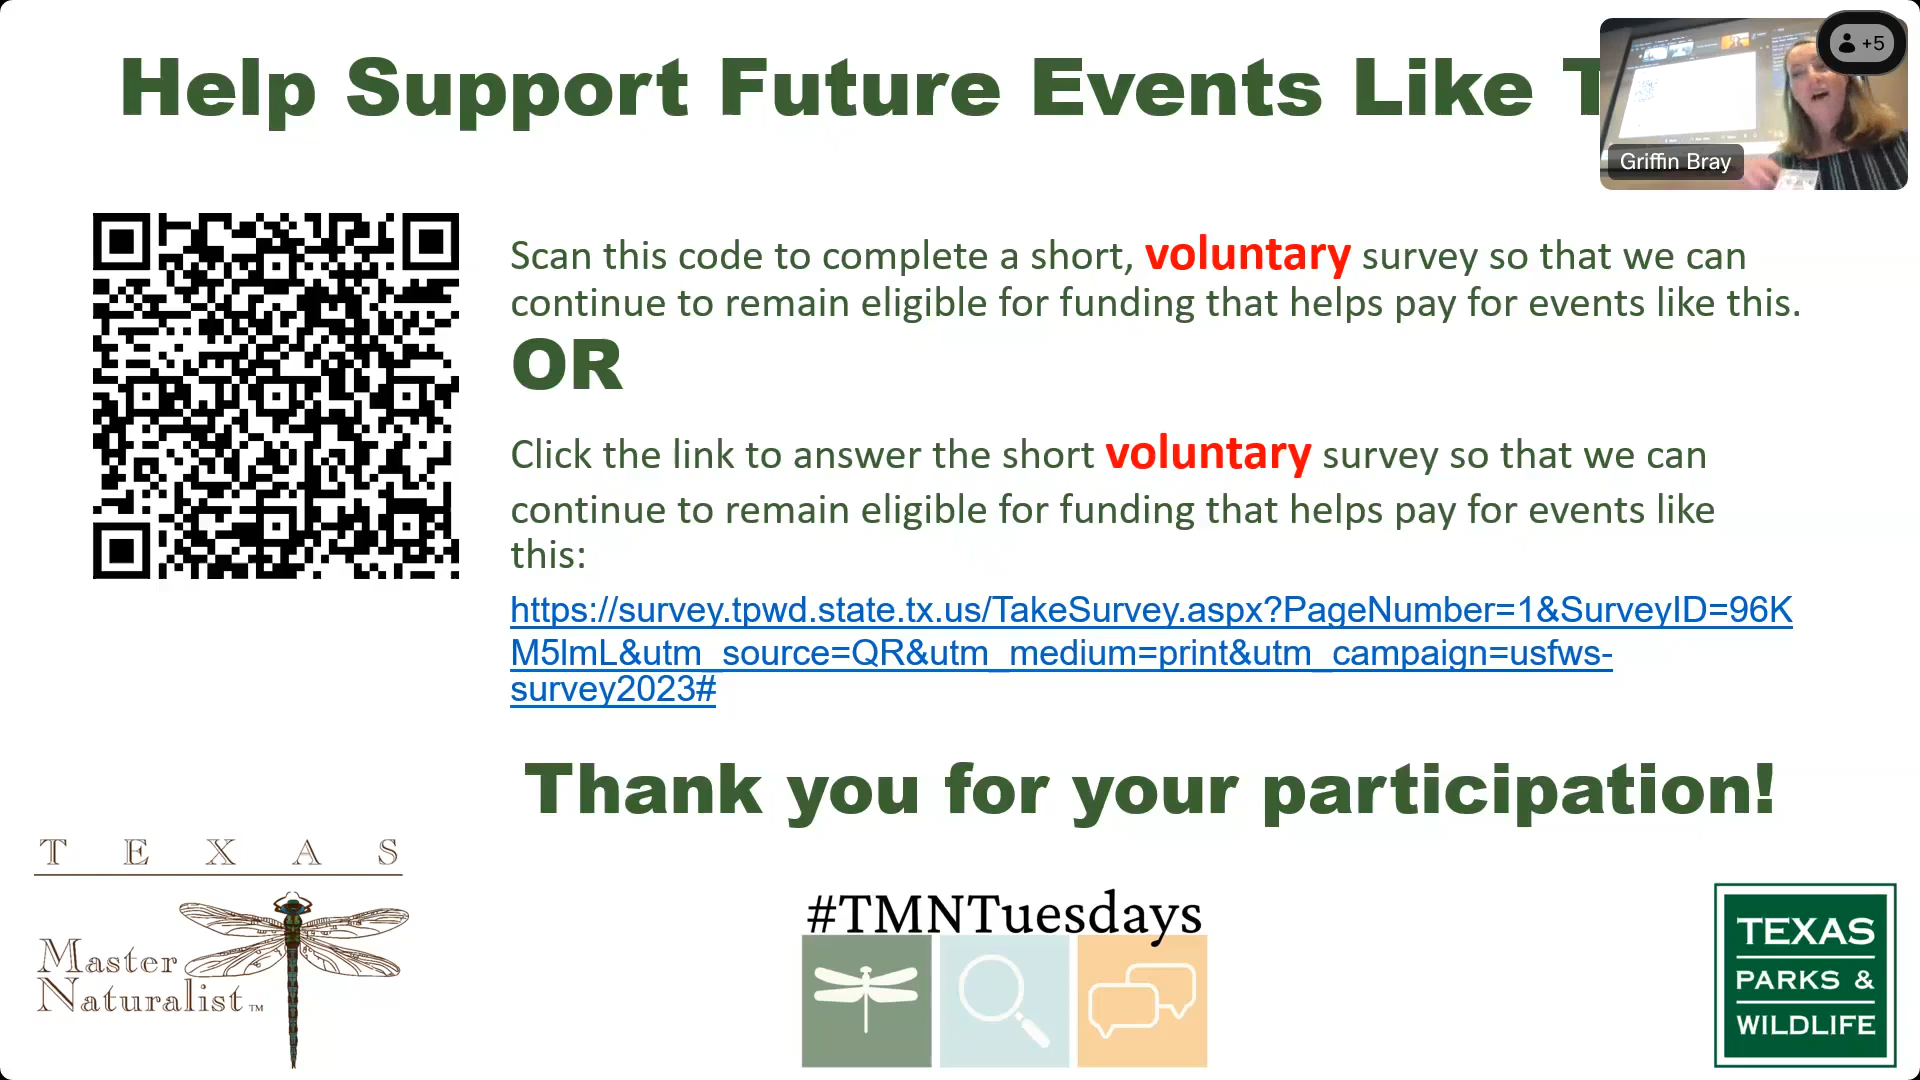 Help Support Future Events Like T
+5
Griffin Bray
Scan this code to complete a short, voluntary survey so that we can
continue to remain eligible for funding that helps pay for events like this.
OR
Click the link to answer the short voluntary survey so that we can
continue to remain eligible for funding that helps pay for events like
this:
https://survey.tpwd.state.tx.us/TakeSurvey.aspx?PageNumber=1&SurveyID=96K
M5lmL&utm_source=QR&utm_medium=print&utm_campaign=usfws-
survey2023#
Thank you for your participation!
TEXAS
Master
Naturalist™
#TMNTuesdays
TEXAS
PARKS &
WILDLIFE